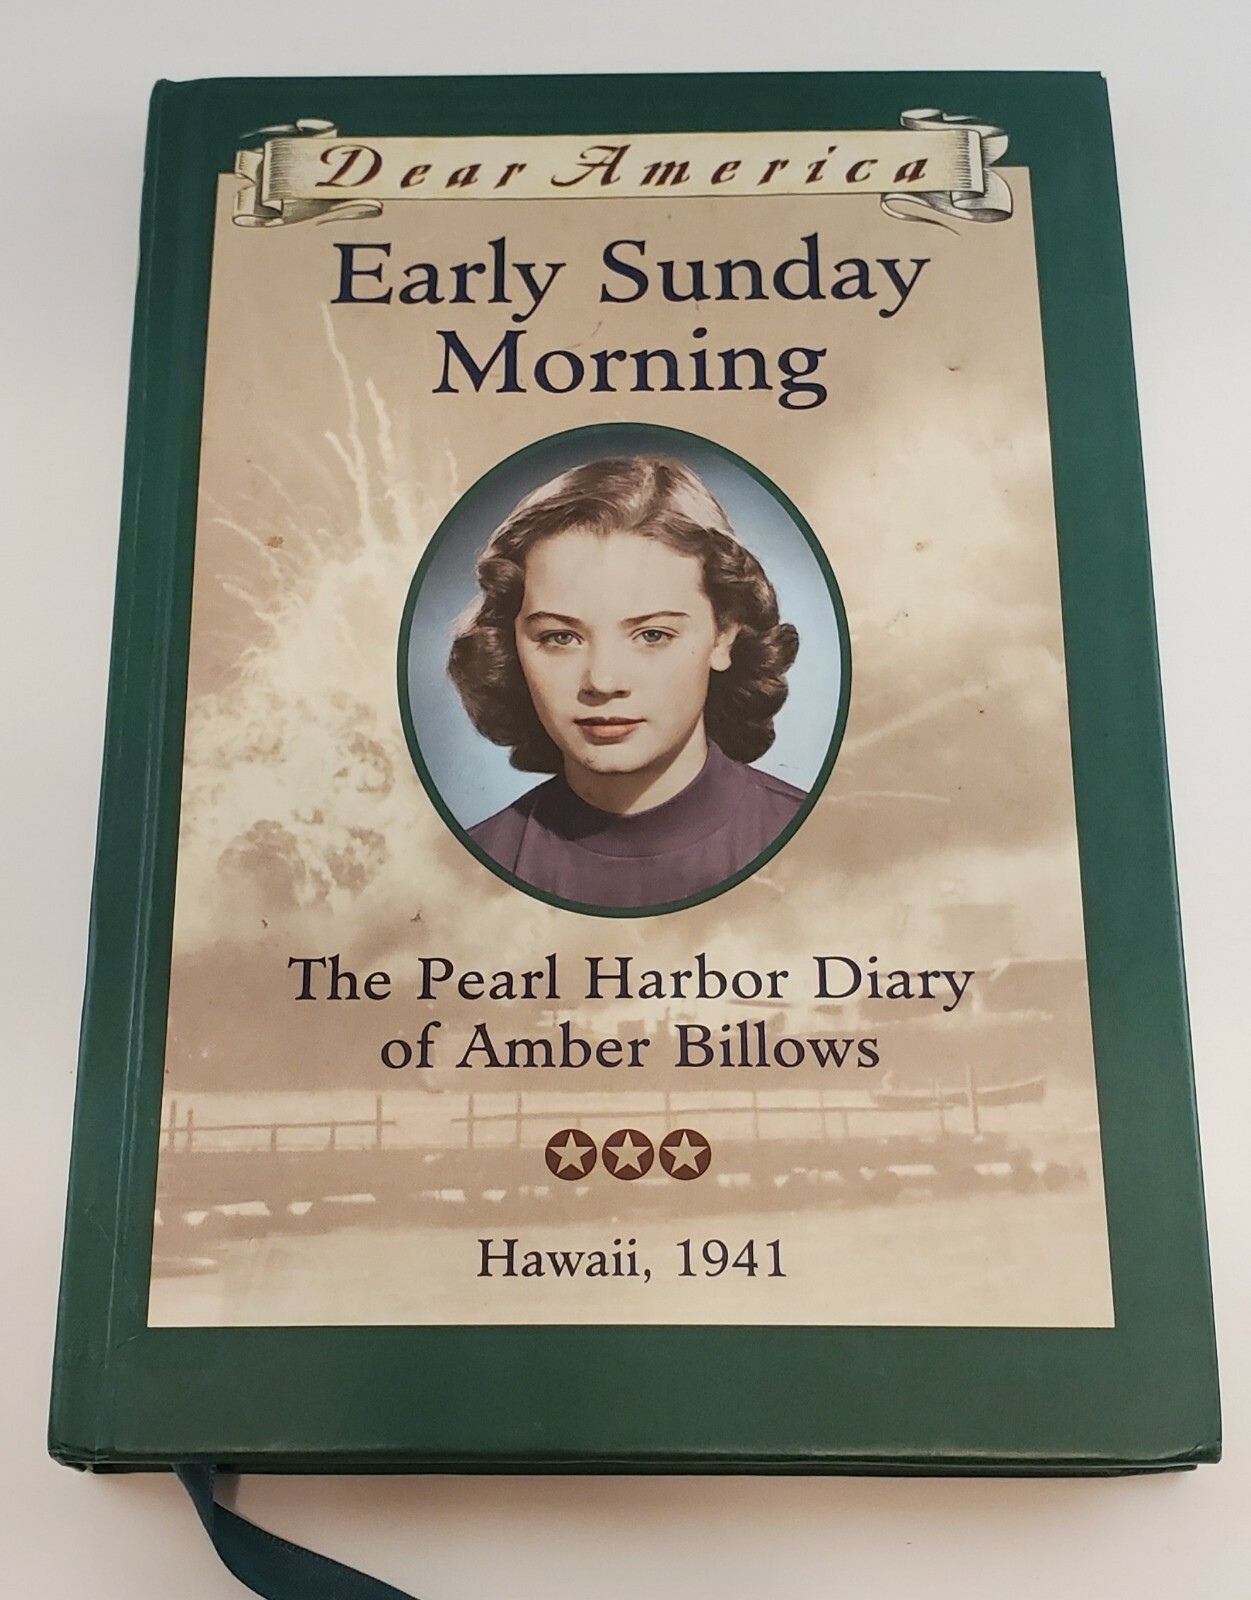 Dear America
Early Sunday
Morning
The Pearl Harbor Diary
of Amber Billows
Hawaii, 1941